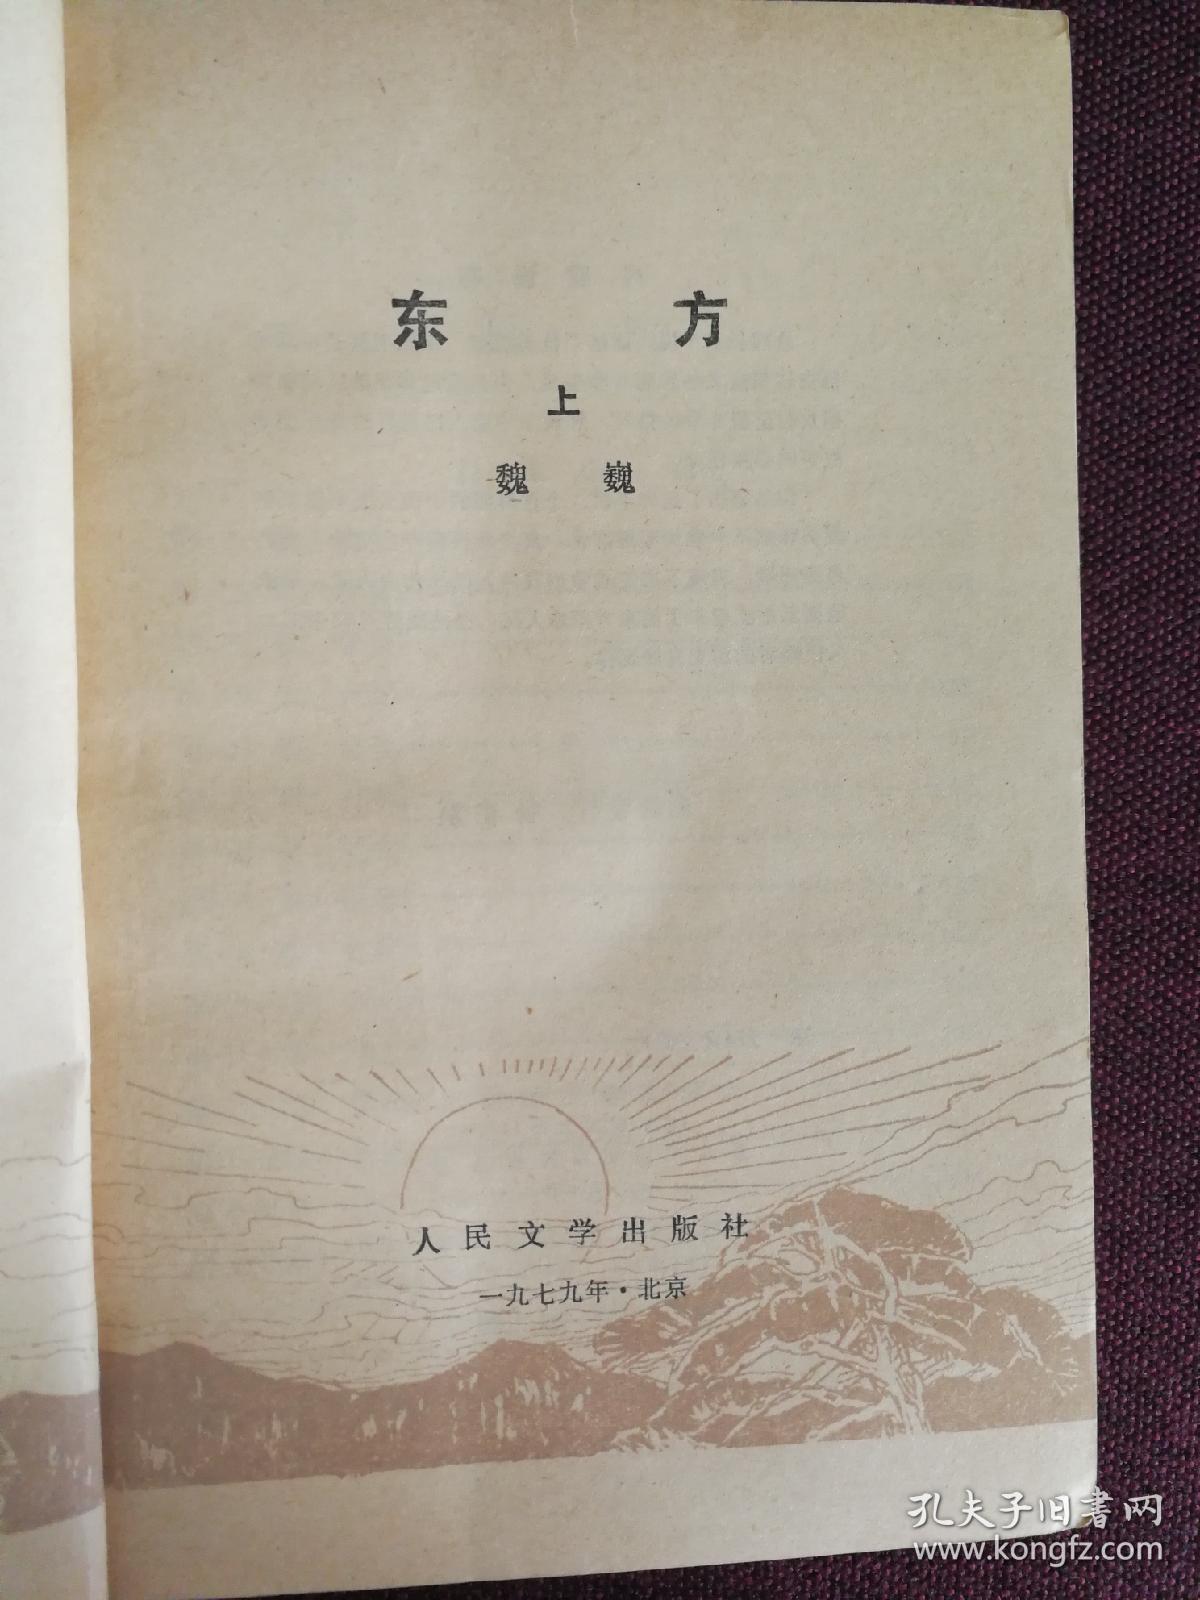 东方
上
魏巍
人民文学出版社
一九七九年·北京
孔夫子旧书网
www.kongfz.com